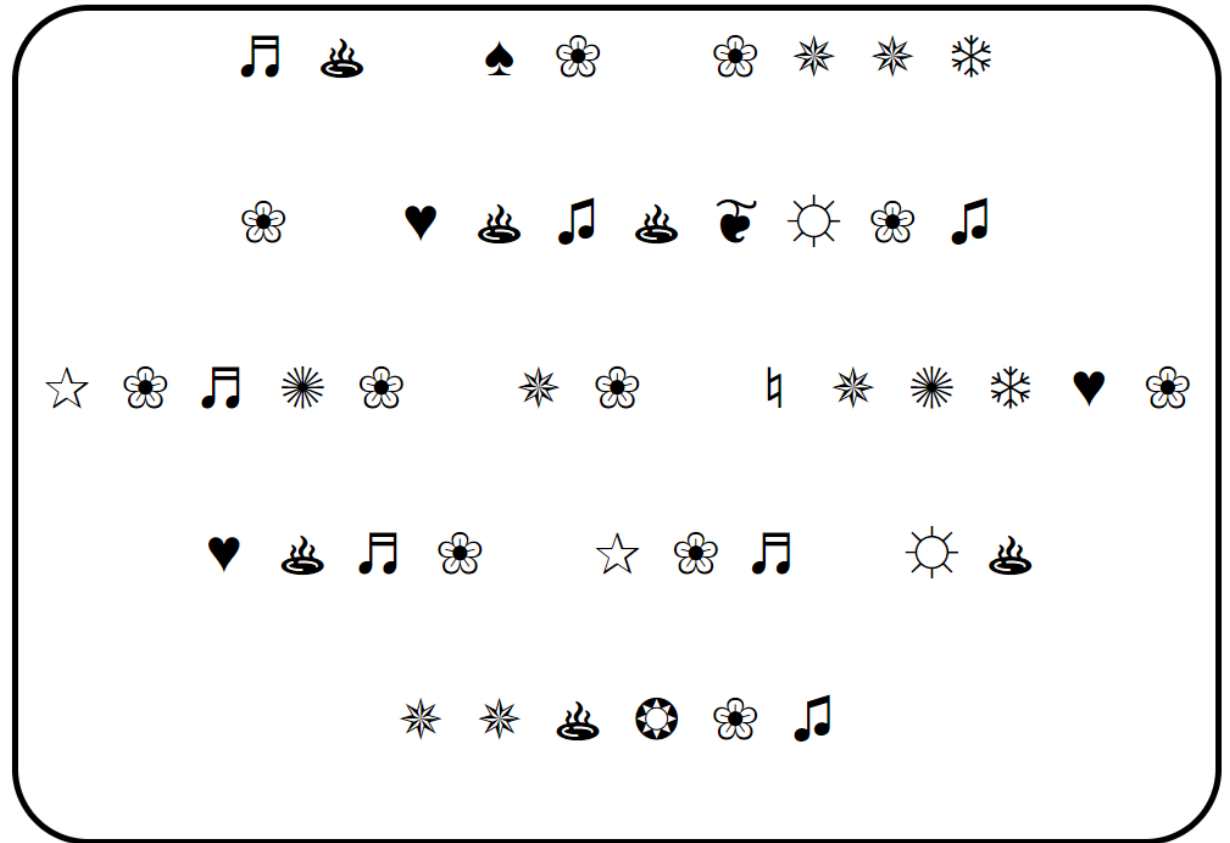 ♬ ♨ ♠ ❀ ❀ ✵ ✵ ❄
❀ ♥ ♨ ♫ ♨ ❦ ☼ ❀ ♫
☆ ❀ ♬ ✺ ❀ ✵ ❀ ♮ ✵ ✺ ❄ ♥ ❀
♥ ♨ ♬ ❀ ☆ ❀ ♬ ☼ ♨
✵ ✵ ♨ ❂ ❀ ♫